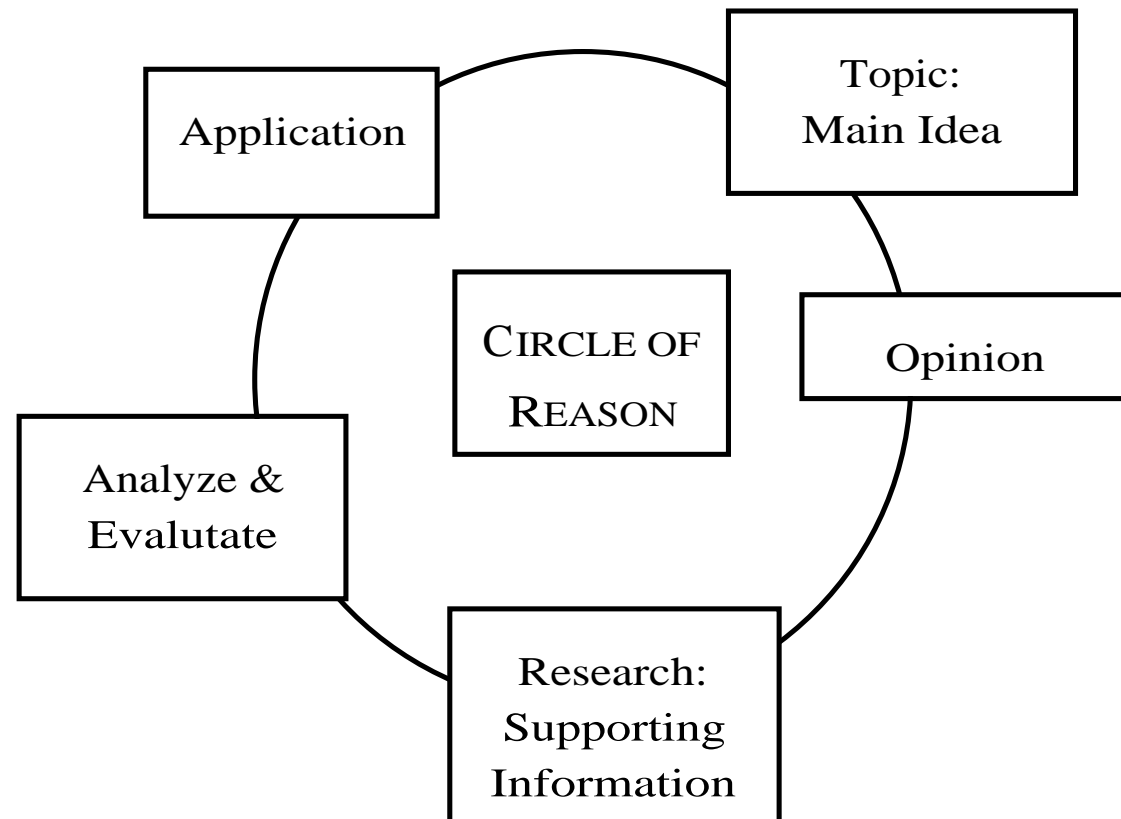 Topic:
Main Idea
Application
CIRCLE OF
REASON
Opinion
Analyze &
Evalutate
Research:
Supporting
Information